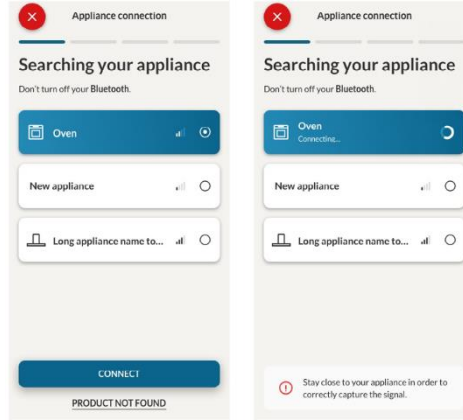 Appliance connection
Searching your appliance
Don't turn off your Bluetooth.
Oven
New appliance
Long appliance name to...
CONNECT
PRODUCT NOT FOUND
Appliance connection
Searching your appliance
Don't turn off your Bluetooth.
Oven
Connecting...
New appliance
Long appliance name to...
Stay close to your appliance in order to
correctly capture the signal.